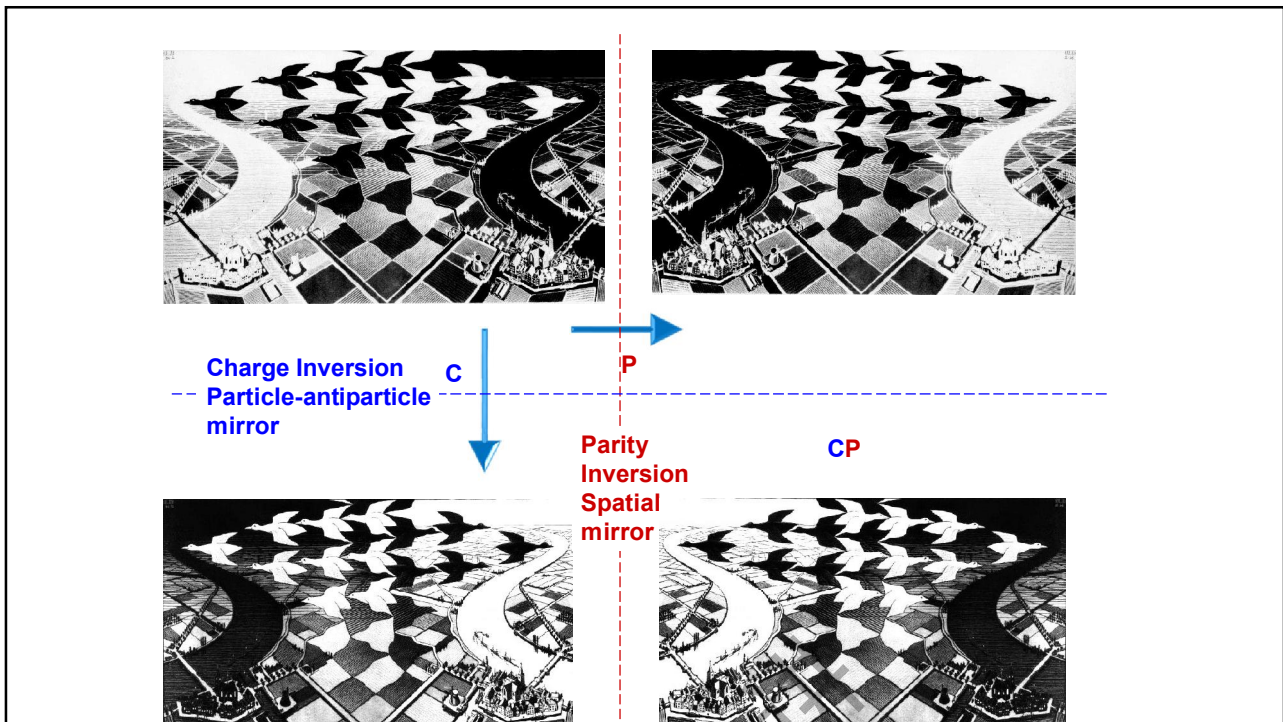 P
Charge Inversion
Particle-antiparticle
mirror
C
Parity
Inversion
Spatial
mirror
CP